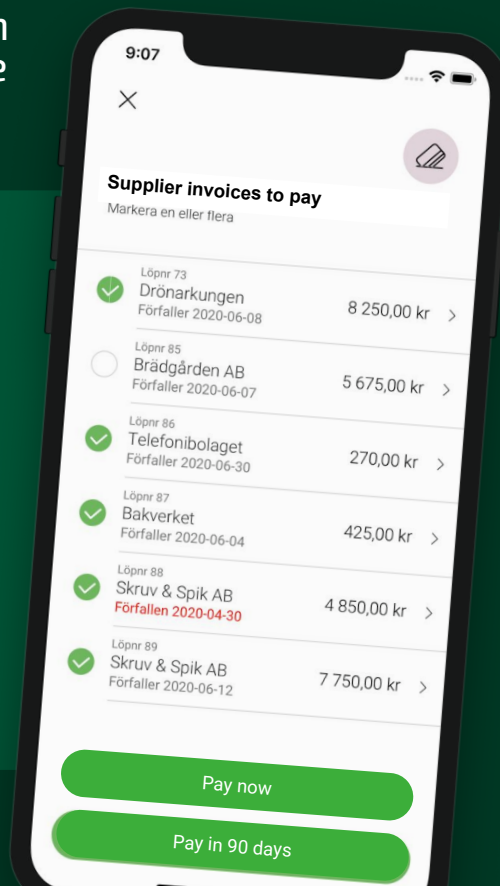 9:07
Supplier invoices to pay
Markera en eller flera
Löpnr 73
Drönarkungen
Förfaller 2020-06-08
8 250,00 kr
Löpnr 85
Brädgården AB
Förfaller 2020-06-07
5 675,00 kr
Löpnr 86
Telefonibolaget
Förfaller 2020-06-30
270,00 kr
Löpnr 87
Bakverket
Förfaller 2020-06-04
425,00 kr
Löpnr 88
Skruv & Spik AB
Förfallen 2020-04-30
4 850,00 kr
Löpnr 89
Skruv & Spik AB
Förfaller 2020-06-12
7 750,00 kr
Pay now
Pay in 90 days